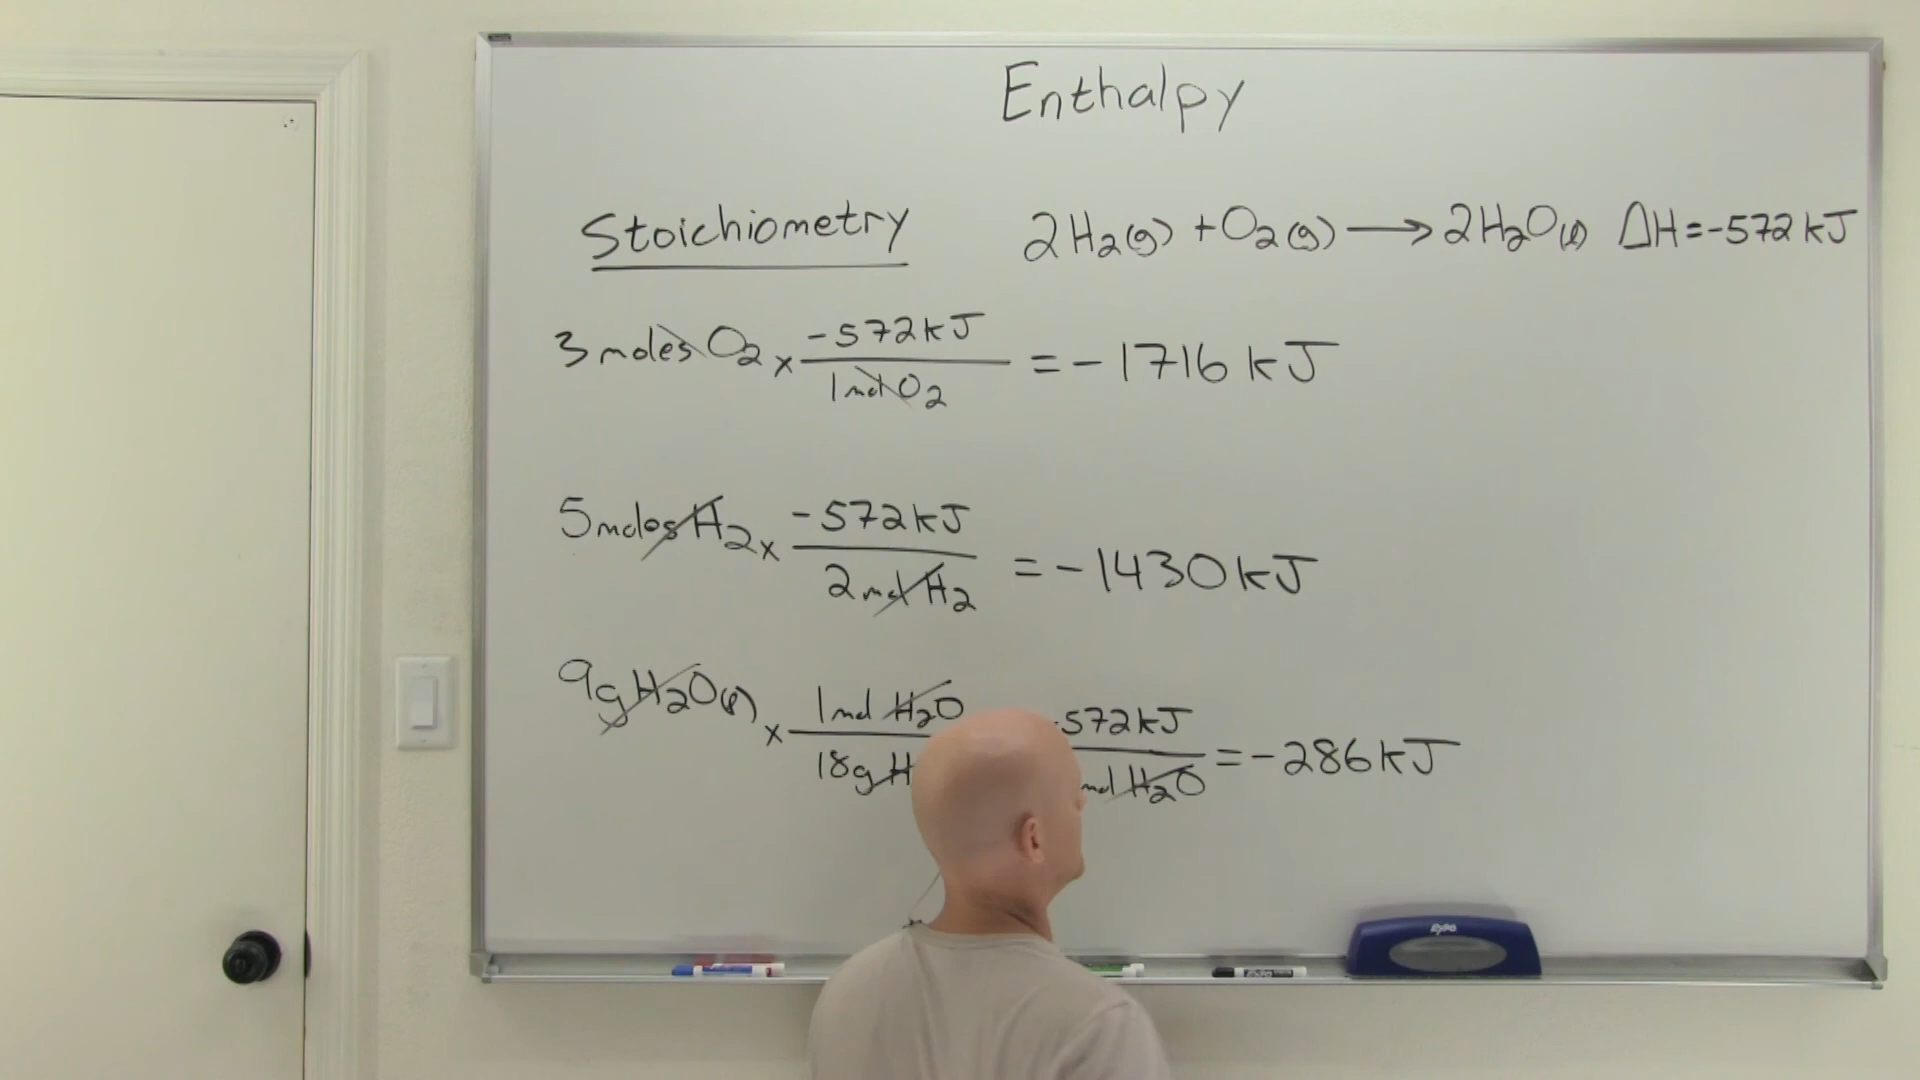 Enthalpy
Stoichiometry 2H₂(g) + O₂(g) → 2H₂O(l) ΔH = -572 kJ
3 moles O₂ x -572 kJ / 1 mol O₂ = -1716 kJ
5 moles H₂ x -572 kJ / 2 mol H₂ = -1430 kJ
9g H₂O(l) x 1 mol H₂O / 18g H 572 kJ / mol H₂O = -286 kJ
EXPO